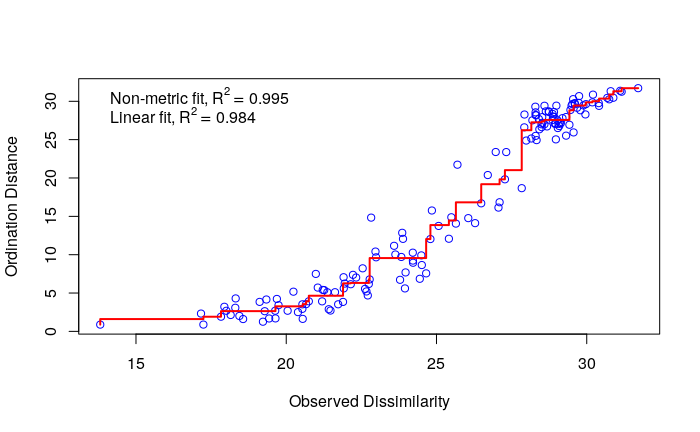 Non-metric fit, R² = 0.995
Linear fit, R² = 0.984
Ordination Distance
30
25
20
15
10
5
0
15 20 25 30
Observed Dissimilarity